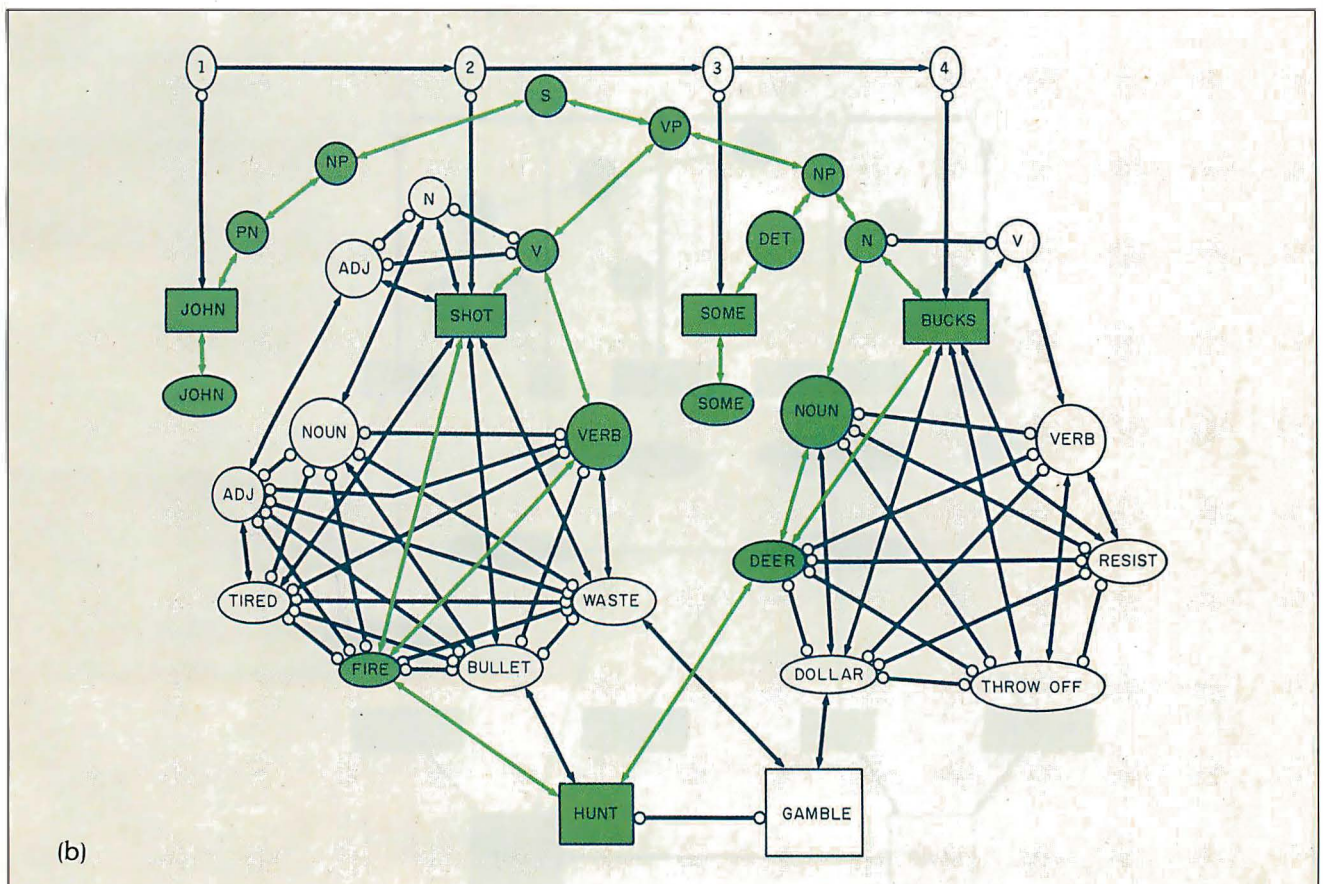 1 2 3 4
S
VP
NP NP
N
PN DET N V
V
ADJ
JOHN SHOT SOME BUCKS
JOHN SOME
NOUN
NOUN VERB VERB
ADJ
DEER RESIST
TIRED WASTE
FIRE BULLET DOLLAR THROW OFF
HUNT GAMBLE
(b)